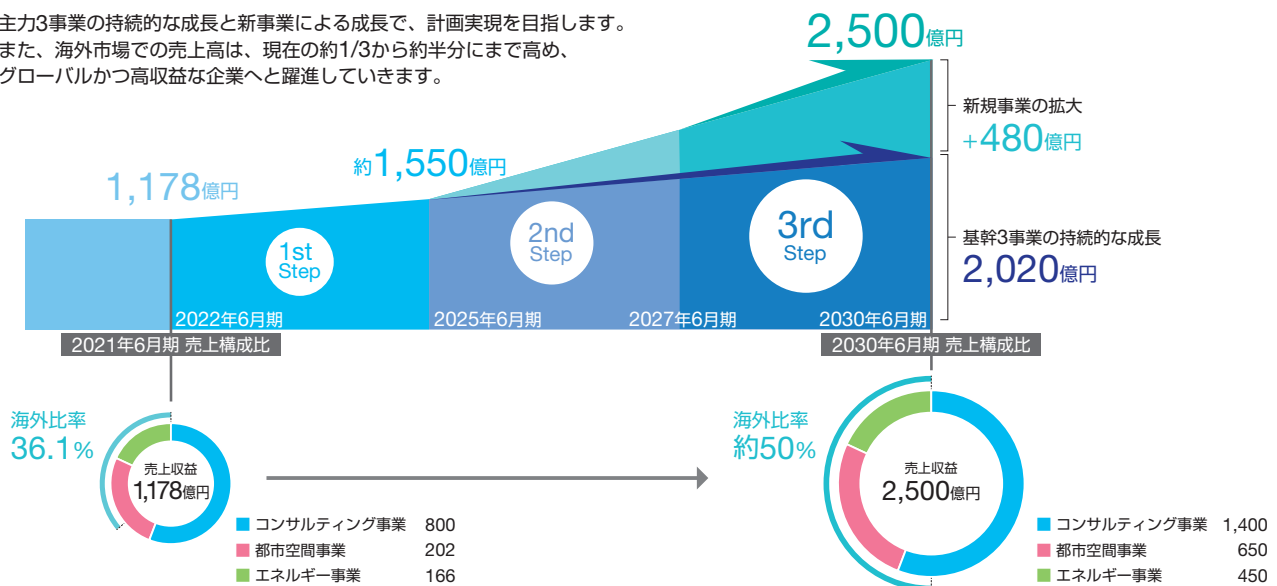 主力3事業の持続的な成長と新事業による成長で、計画実現を目指します。
また、海外市場での売上高は、現在の約1/3から約半分にまで高め、
グローバルかつ高収益な企業へと躍進していきます。
2,500億円
新規事業の拡大
+480億円
約1,550億円
1,178億円
1st
Step
2nd
Step
3rd
Step
基幹3事業の持続的な成長
2,020億円
2022年6月期
2025年6月期
2027年6月期
2030年6月期
2021年6月期 売上構成比
2030年6月期 売上構成比
海外比率
36.1%
売上収益
1,178億円
コンサルティング事業 800
都市空間事業 202
エネルギー事業 166
海外比率
約50%
売上収益
2,500億円
コンサルティング事業 1,400
都市空間事業 650
エネルギー事業 450